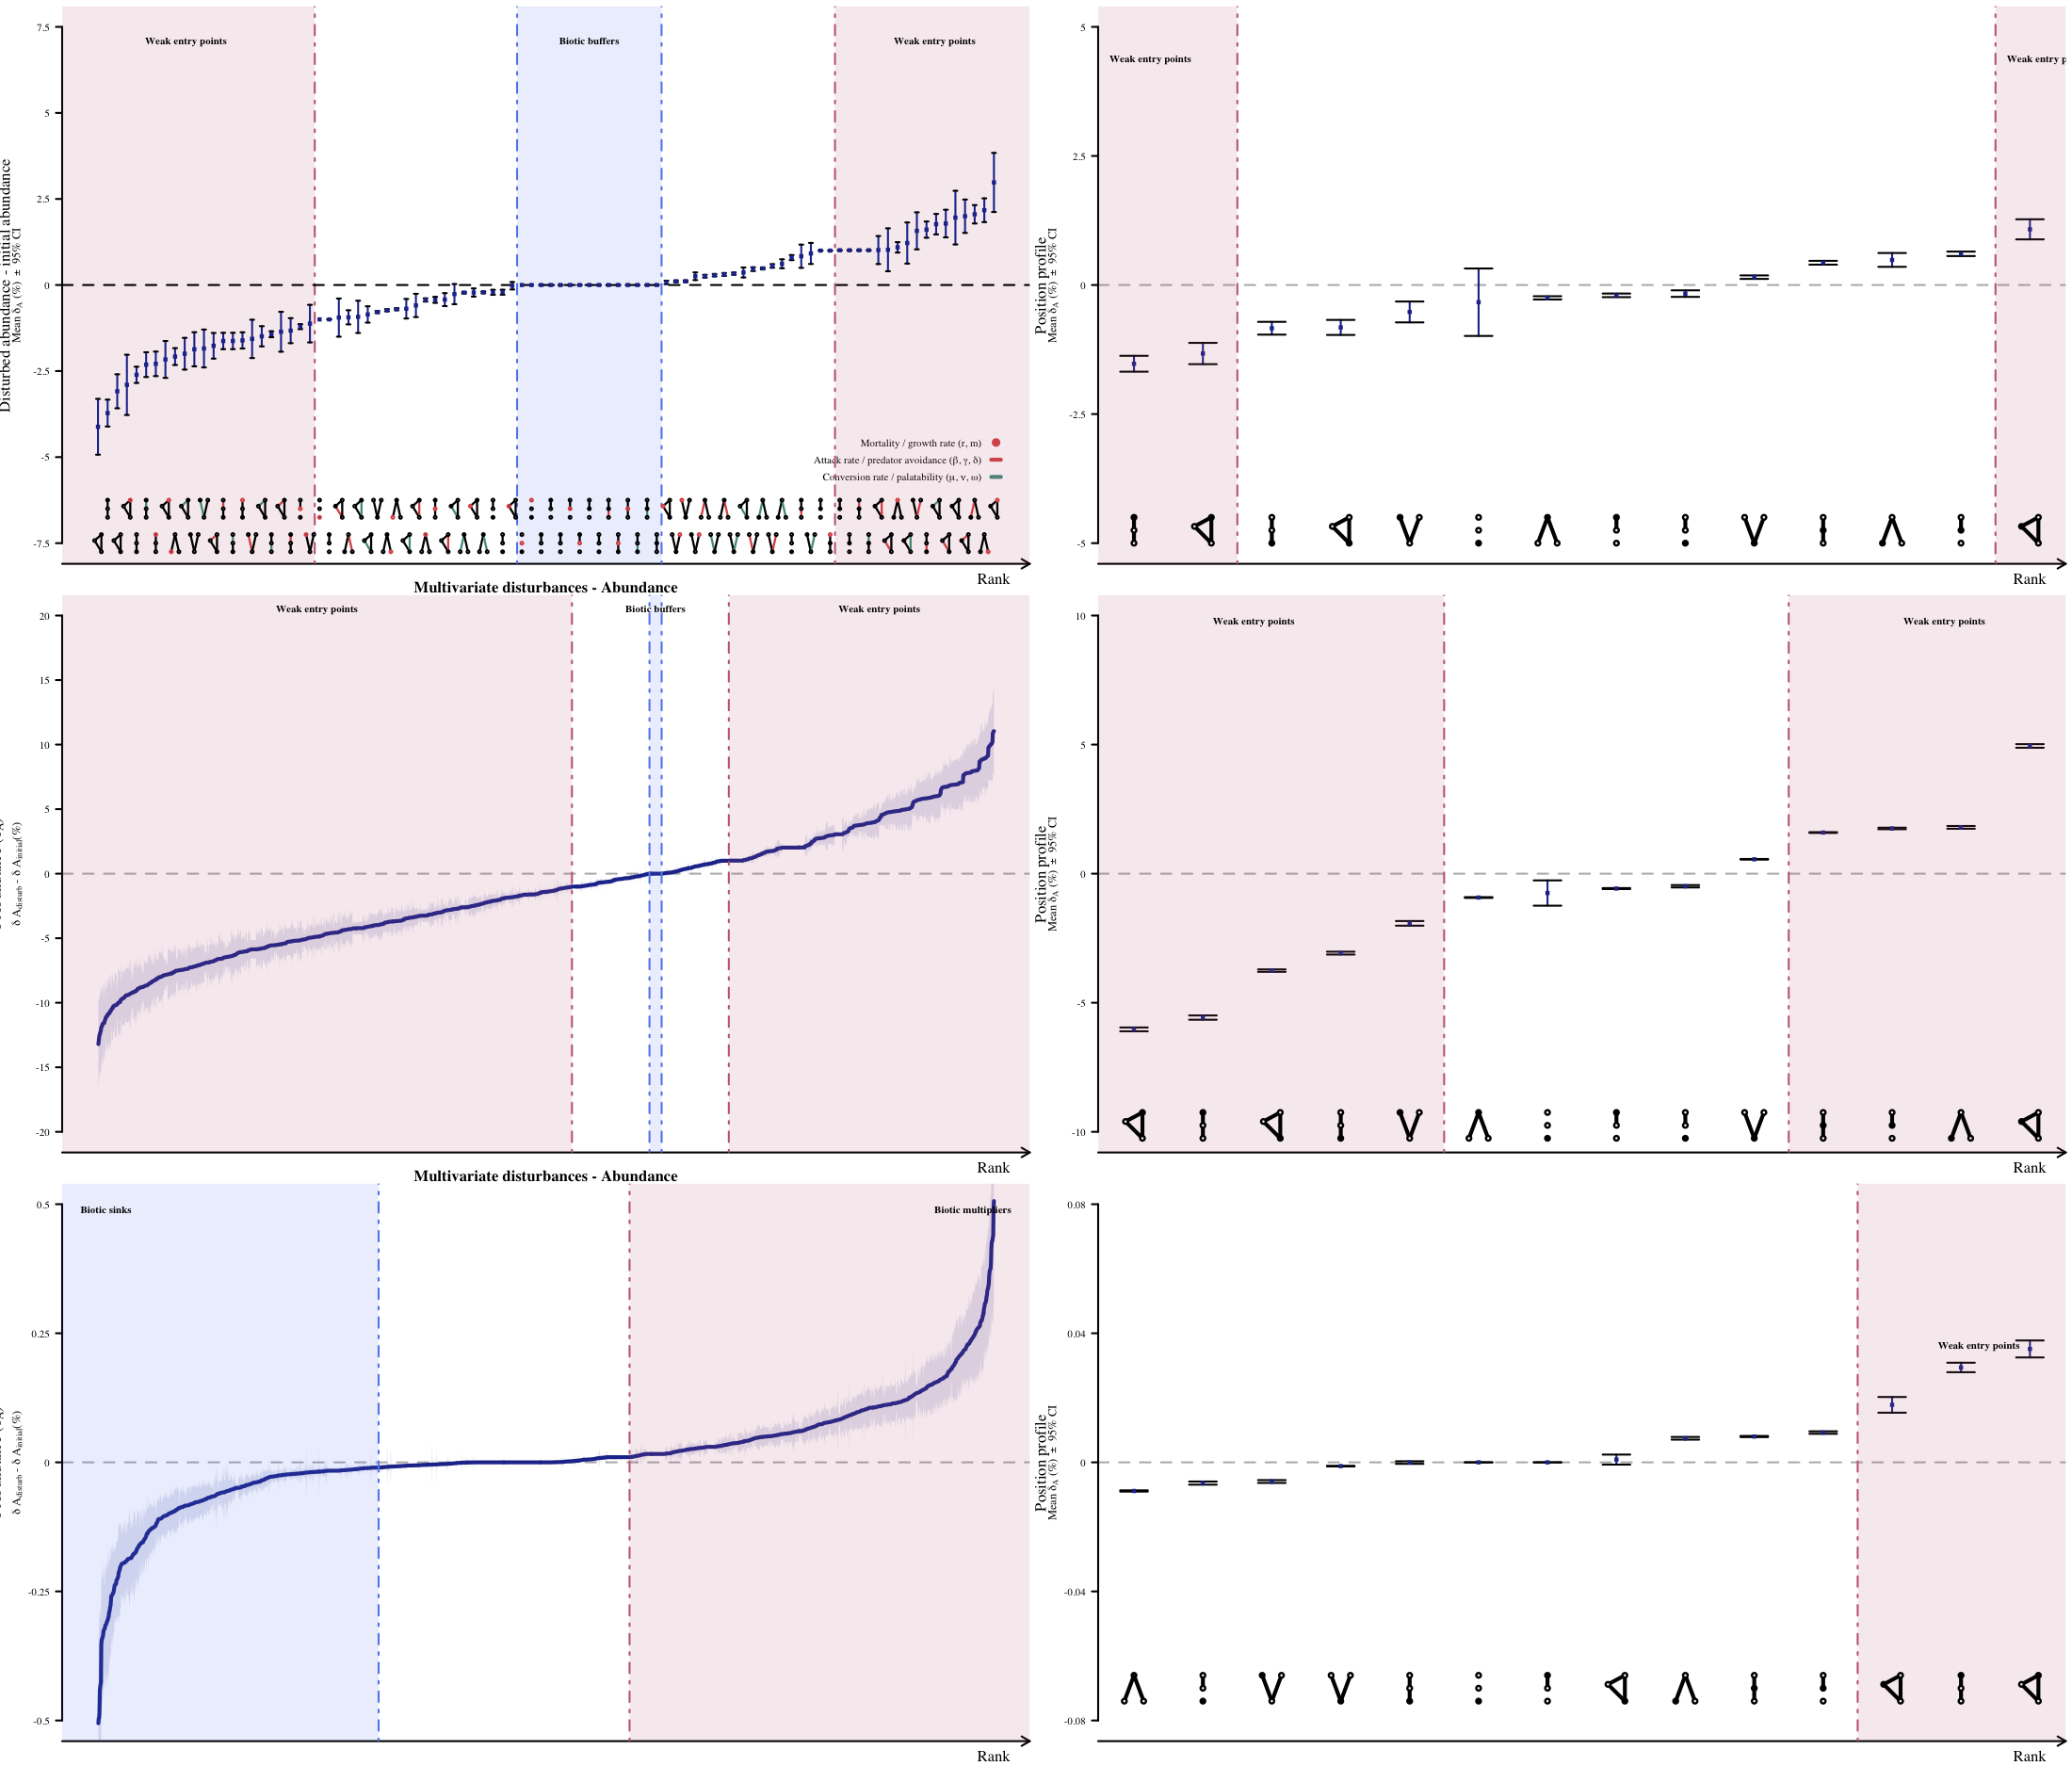 7.5
5
2.5
0
-2.5
-5
-7.5
Disturbed abundance - initial abundance
Mean δA (%) ± 95% CI
Weak entry points
Biotic buffers
Weak entry points
Mortality / growth rate (r, m)
Attack rate / predator avoidance (β, γ, δ)
Conversion rate / palatability (μ, ν, ω)
Rank
5
2.5
0
-2.5
-5
Position profile
Mean δA (%) ± 95% CI
Weak entry points
Weak entry p
Rank
Multivariate disturbances - Abundance
20
15
10
5
0
-5
-10
-15
-20
δ Adisturb - δ Ainitial(%)
Weak entry points
Biotic buffers
Weak entry points
Rank
10
5
0
-5
-10
Position profile
Mean δA (%) ± 95% CI
Weak entry points
Weak entry points
Rank
Multivariate disturbances - Abundance
0.5
0.25
0
-0.25
-0.5
δ Adisturb - δ Ainitial(%)
Biotic sinks
Biotic multipliers
Rank
0.08
0.04
0
-0.04
-0.08
Position profile
Mean δA (%) ± 95% CI
Weak entry points
Rank